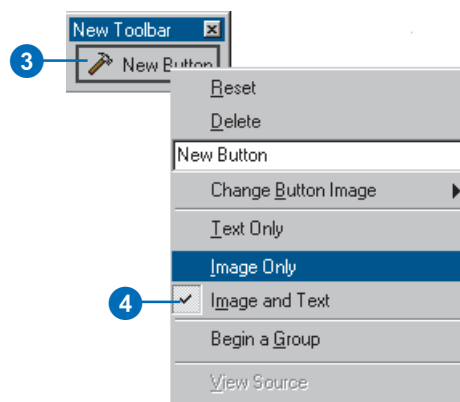 New Toolbar
3
New Button
Reset
Delete
New Button
Change Button Image
Text Only
Image Only
4
Image and Text
Begin a Group
View Source